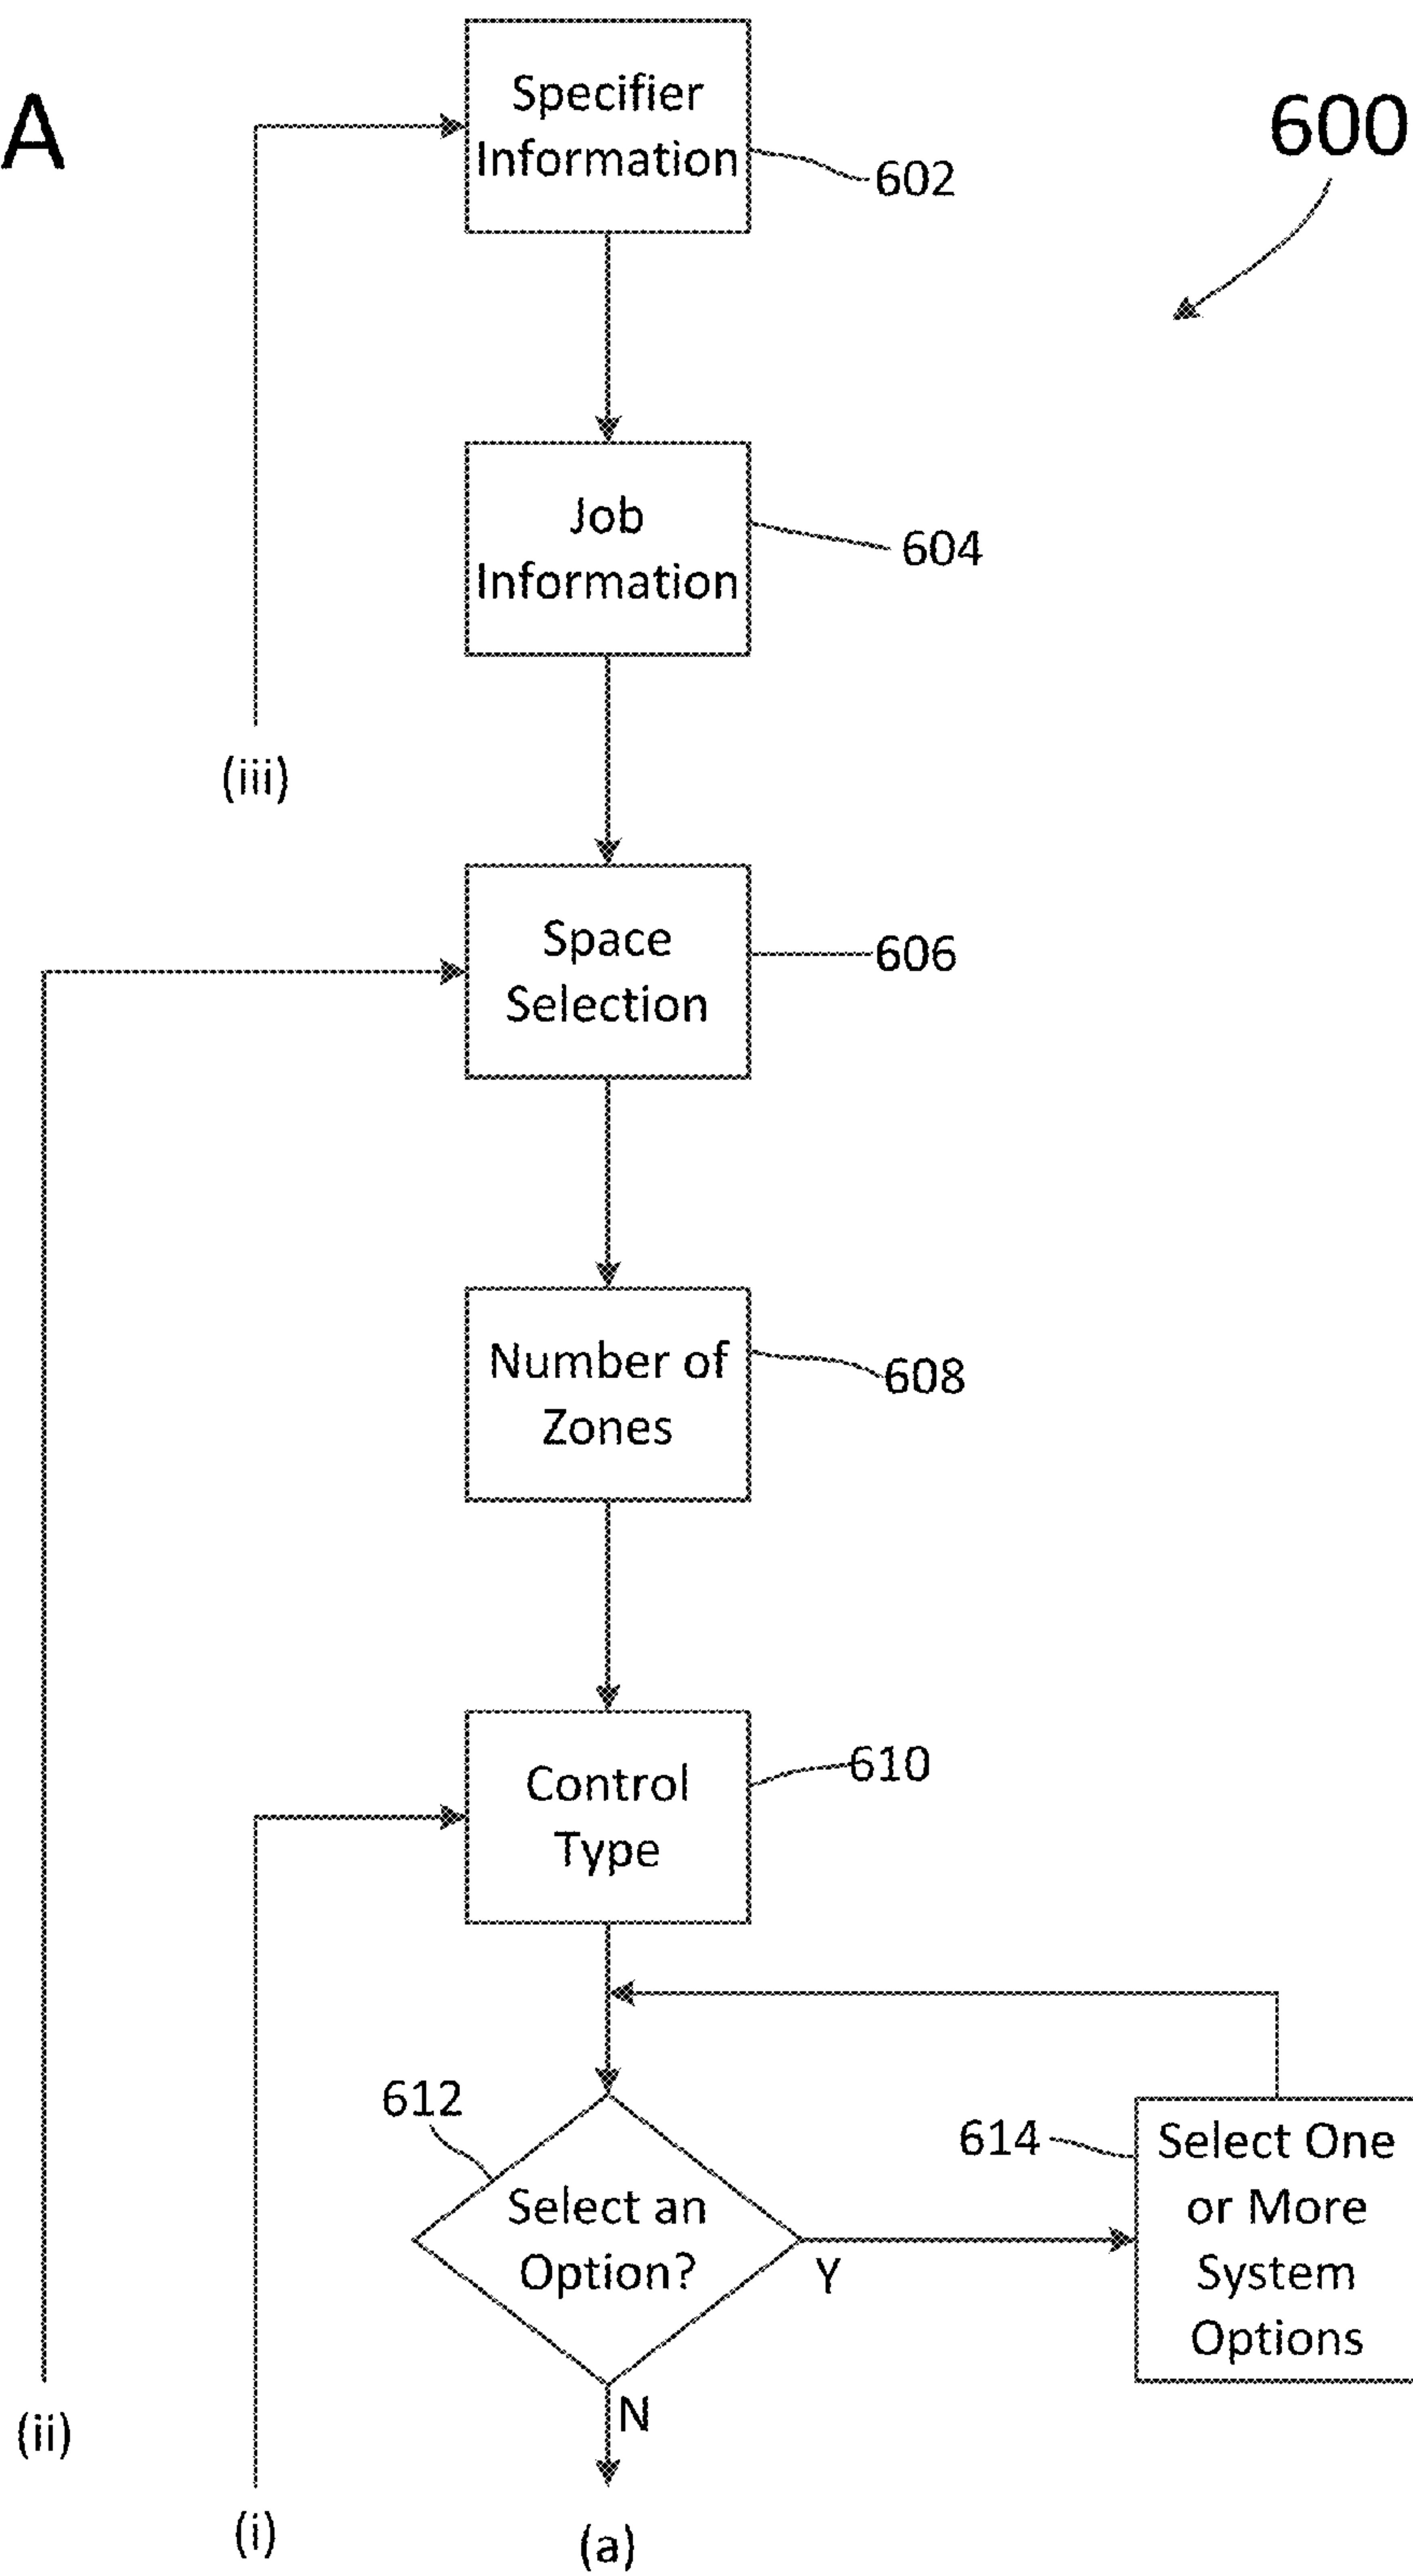 A
600
Specifier
Information
602
Job
Information
604
(iii)
Space
Selection
606
Number of
Zones
608
Control
Type
610
612
Select an
Option?
Y
614
Select One
or More
System
Options
N
(ii)
(i)
(a)